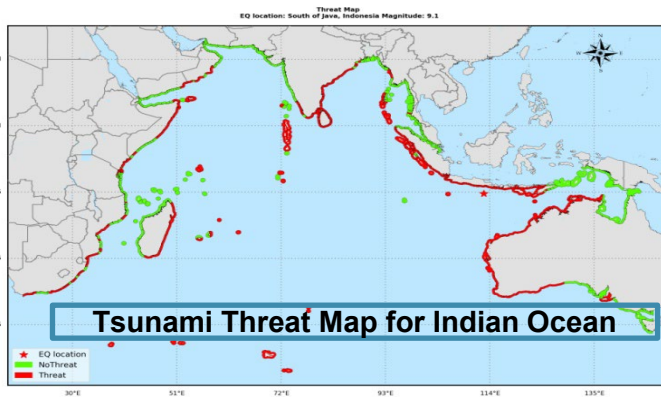 Threat Map
EQ location: South of Java, Indonesia Magnitude: 9.1
N
W E
S
Tsunami Threat Map for Indian Ocean
EQ location
NoThreat
Threat
30°E 51°E 72°E 93°E 114°E 135°E